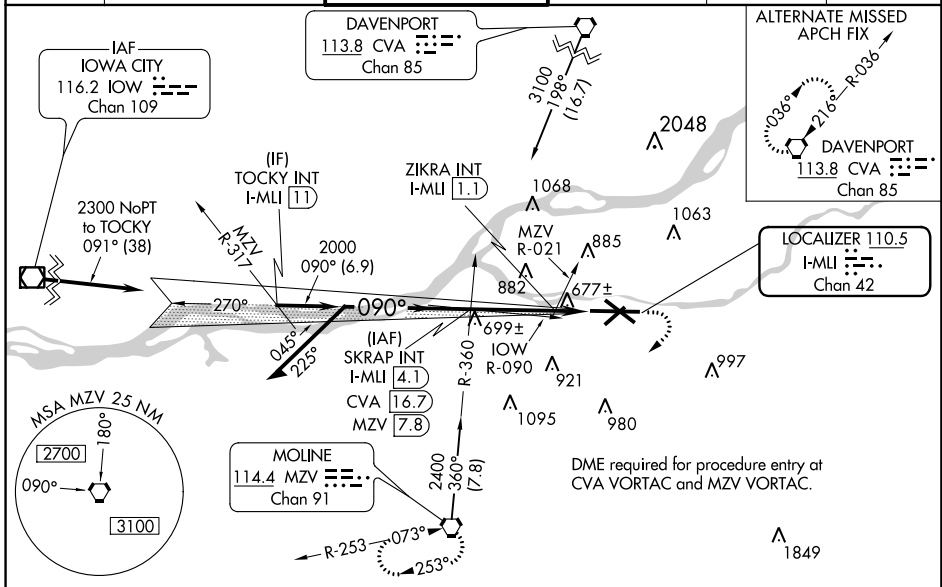 DAVENPORT
113.8 CVA
Chan 85
ALTERNATE MISSED
APCH FIX
R-036
036°
216°
DAVENPORT
113.8 CVA
Chan 85
IAF
IOWA CITY
116.2 IOW
Chan 109
3100
198°
(16.7)
2048
(IF)
TOCKY INT
I-MLI 11
ZIKRA INT
I-MLI 1.1
1068
1063
2300 NoPT
to TOCKY
091° (38)
MZV
R-317
2000
090° (6.9)
MZV
R-021
885
LOCALIZER 110.5
I-MLI
Chan 42
882
677±
270°
090°
045°
225°
(IAF)
SKRAP INT
I-MLI 4.1
CVA 16.7
MZV 7.8
699±
IOW
R-090
R-360
921
997
1095
980
MSA MZV 25 NM
180°
2700
090°
3100
MOLINE
114.4 MZV
Chan 91
2400
360°
(7.8)
DME required for procedure entry at
CVA VORTAC and MZV VORTAC.
R-253
073°
253°
1849